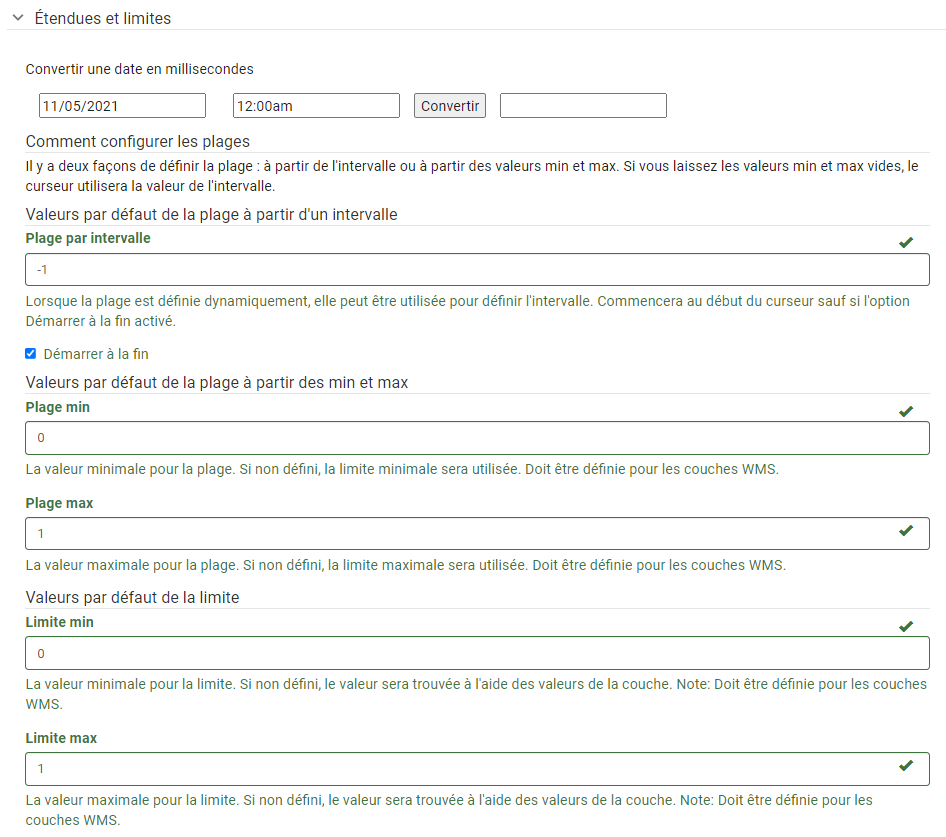 Étendues et limites
Convertir une date en millisecondes
11/05/2021 12:00am Convertir
Comment configurer les plages
Il y a deux façons de définir la plage : à partir de l'intervalle ou à partir des valeurs min et max. Si vous laissez les valeurs min et max vides, le
curseur utilisera la valeur de l'intervalle.
Valeurs par défaut de la plage à partir d'un intervalle
Plage par intervalle
-1
Lorsque la plage est définie dynamiquement, elle peut être utilisée pour définir l'intervalle. Commencera au début du curseur sauf si l'option
Démarrer à la fin activé.
Démarrer à la fin
Valeurs par défaut de la plage à partir des min et max
Plage min
0
La valeur minimale pour la plage. Si non défini, la limite minimale sera utilisée. Doit être définie pour les couches WMS.
Plage max
1
La valeur maximale pour la plage. Si non défini, la limite maximale sera utilisée. Doit être définie pour les couches WMS.
Valeurs par défaut de la limite
Limite min
0
La valeur minimale pour la limite. Si non défini, le valeur sera trouvée à l'aide des valeurs de la couche. Note: Doit être définie pour les couches
WMS.
Limite max
1
La valeur maximale pour la limite. Si non défini, le valeur sera trouvée à l'aide des valeurs de la couche. Note: Doit être définie pour les
couches WMS.